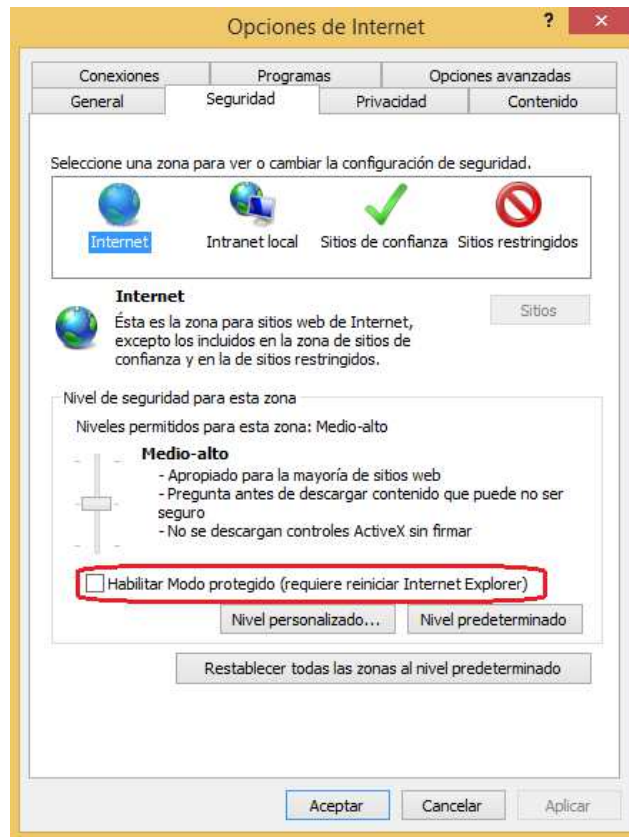 Opciones de Internet
?
×
Conexiones
Programas
Opciones avanzadas
General
Seguridad
Privacidad
Contenido
Seleccione una zona para ver o cambiar la configuración de seguridad.
Internet
Intranet local
Sitios de confianza
Sitios restringidos
Internet
Sitios
Ésta es la zona para sitios web de Internet,
excepto los incluidos en la zona de sitios de
confianza y en la de sitios restringidos.
Nivel de seguridad para esta zona
Niveles permitidos para esta zona: Medio-alto
Medio-alto
- Apropiado para la mayoría de sitios web
- Pregunta antes de descargar contenido que puede no ser
seguro
- No se descargan controles ActiveX sin firmar
Habilitar Modo protegido (requiere reiniciar Internet Explorer)
Nivel personalizado...
Nivel predeterminado
Restablecer todas las zonas al nivel predeterminado
Aceptar
Cancelar
Aplicar